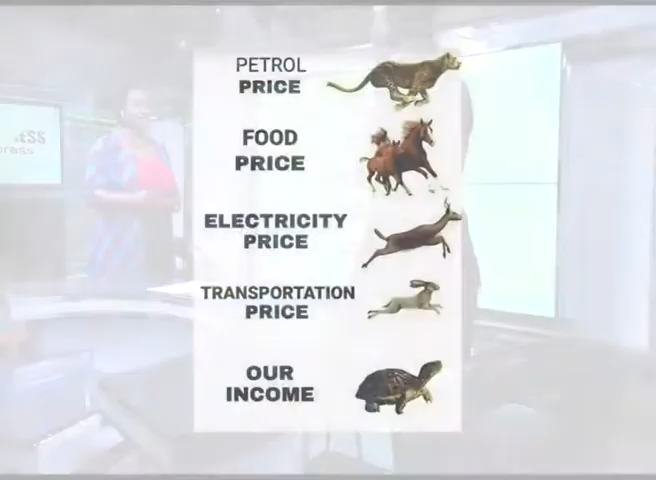 PETROL
PRICE
FOOD
PRICE
ELECTRICITY
PRICE
TRANSPORTATION
PRICE
OUR
INCOME